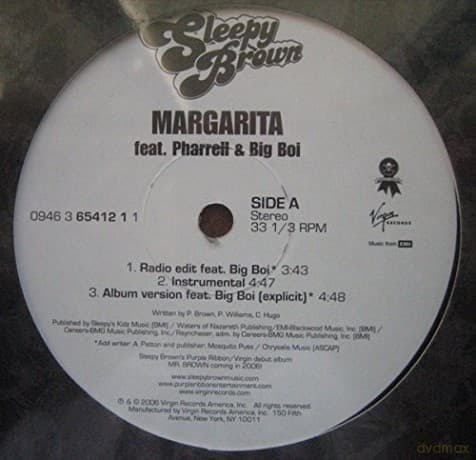 Sleepy
Brown
MARGARITA
feat. Pharrell & Big Boi
SIDE A
Stereo
33 1/3 RPM
0946 3 65412 1 1
Virgin
RECORDS
Music from EMI
1. Radio edit feat. Big Boi* 3:43
2. Instrumental 4:47
3. Album version feat. Big Boi (explicit)* 4:48
Written by P. Brown, P. Williams, C. Hugo
Published by Sleepy's Kidz Music (BMI) / Waters of Nazareth Publishing/EMI-Blackwood Music, Inc. (BMI) /
Careers-BMG Music Publishing, Inc./Raynchaser, adm. by Careers-BMG Music Publishing, Inc. (BMI)
*Add writer: A. Patton and publisher: Mosquito Puss / Chrysalis Music (ASCAP)
Sleepy Brown's Purple Ribbon/Virgin debut album
MR. BROWN coming in 2006!
www.sleepybrownmusic.com
www.purpleribbonentertainment.com
www.virginrecords.com
℗ & © 2006 Virgin Records America, Inc. All rights reserved.
Manufactured by Virgin Records America, Inc. 150 Fifth
Avenue, New York, NY 10011
dvdmax